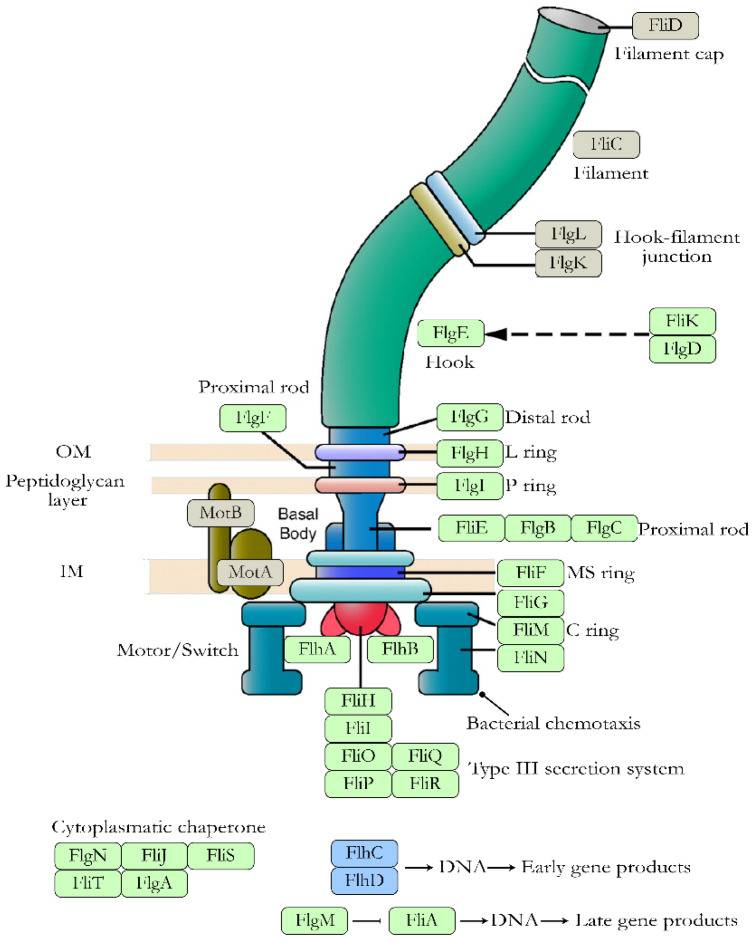 FliD
Filament cap
FliC
Filament
FlgL
FlgK
Hook-filament
junction
FlgE
Hook
FliK
FlgD
Proximal rod
FlgF
FlgG Distal rod
OM
FlgH L ring
Peptidoglycan
layer
FlgI P ring
MotB
Basal
Body
FliE FlgB FlgC Proximal rod
IM
MotA
FliF MS ring
FliG
FliM C ring
FliN
Motor/Switch
FlhA FlhB
FliH
FliI
FliO FliQ
FliP FliR
Bacterial chemotaxis
Type III secretion system
Cytoplasmatic chaperone
FlgN FliJ FliS
FliT FlgA
FlhC
FlhD
DNA Early gene products
FlgM FliA DNA Late gene products